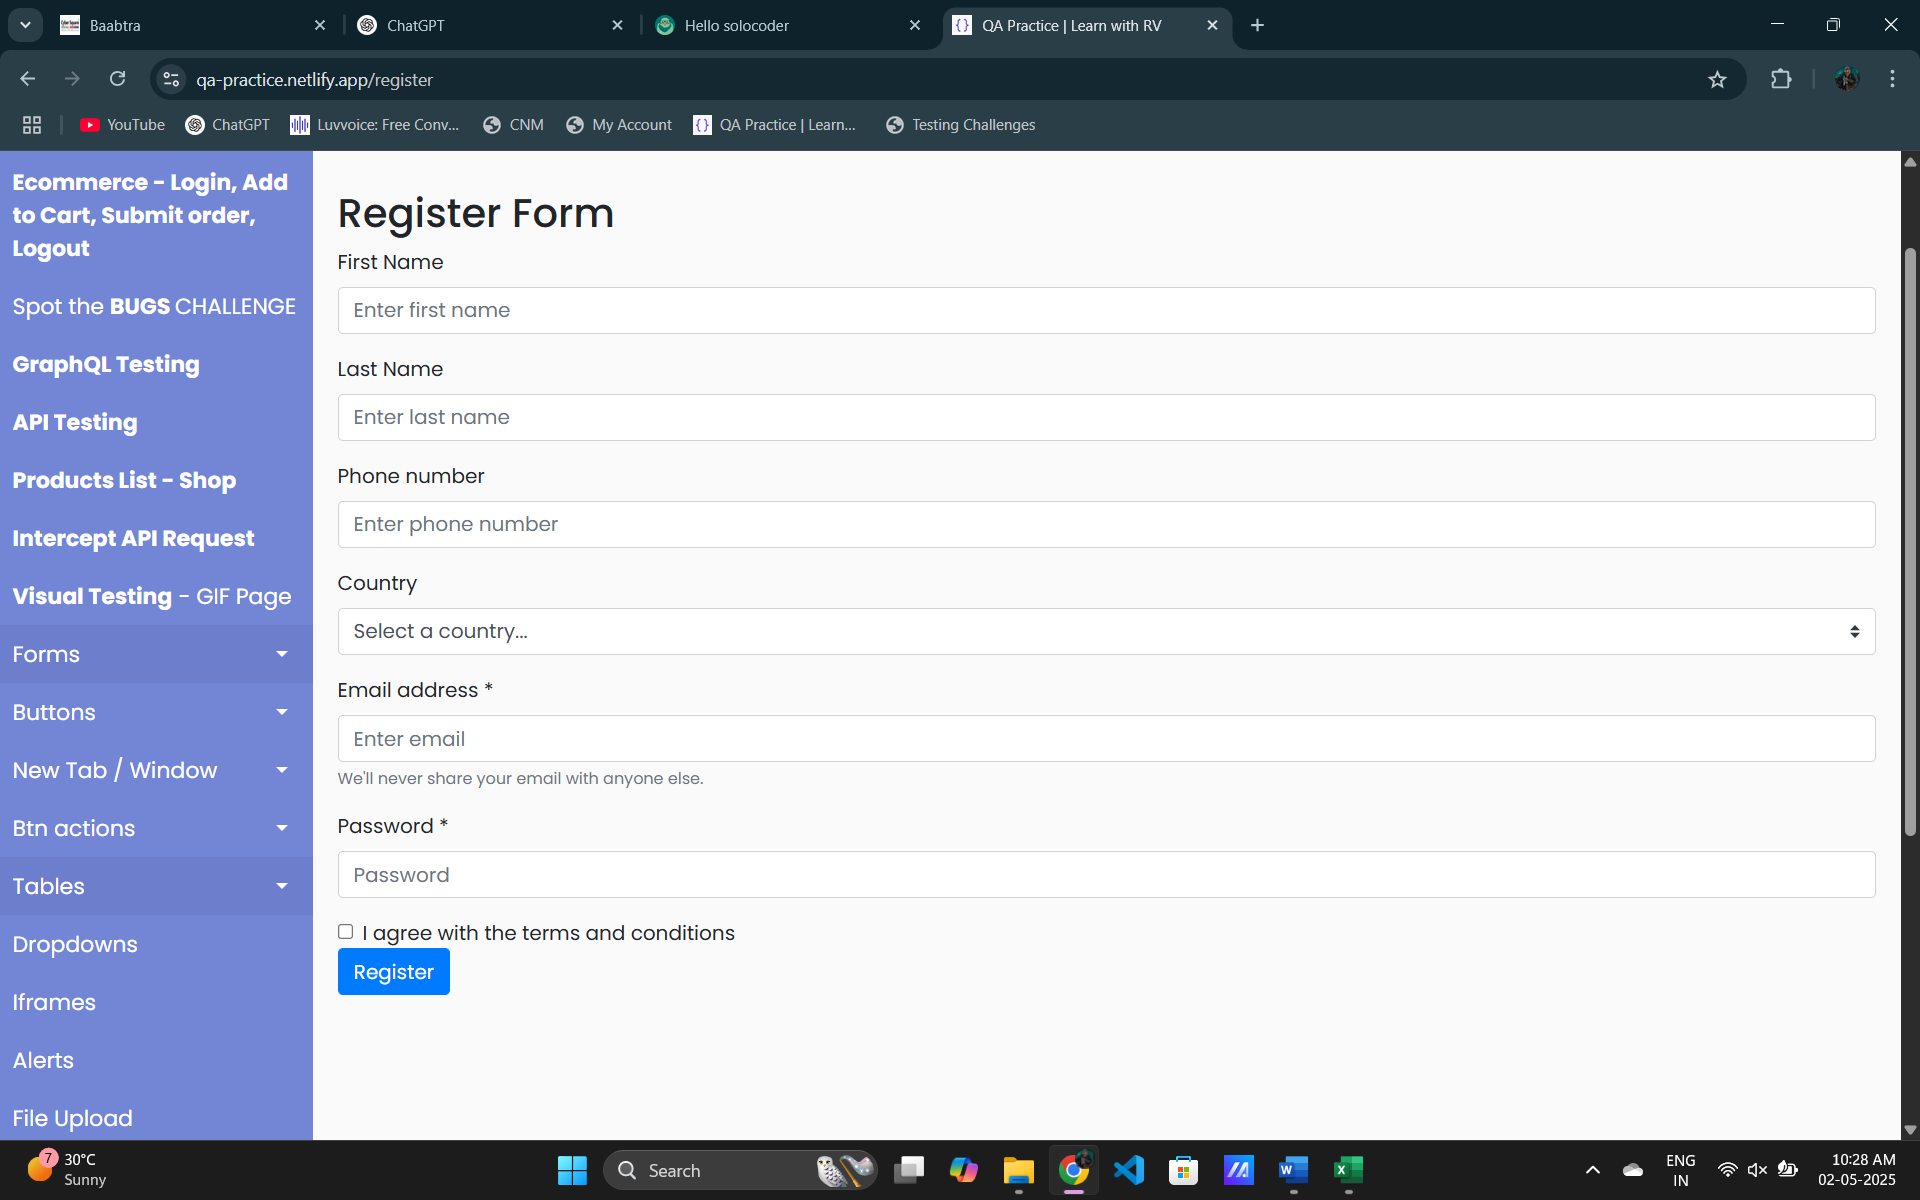 Baabtra
ChatGPT
Hello solocoder
QA Practice | Learn with RV
qa-practice.netlify.app/register
YouTube
ChatGPT
Luvvoice: Free Conv...
CNM
My Account
QA Practice | Learn...
Testing Challenges
Ecommerce - Login, Add
to Cart, Submit order,
Logout
Spot the BUGS CHALLENGE
GraphQL Testing
API Testing
Products List - Shop
Intercept API Request
Visual Testing - GIF Page
Forms
Buttons
New Tab / Window
Btn actions
Tables
Dropdowns
Iframes
Alerts
File Upload
Register Form
First Name
Enter first name
Last Name
Enter last name
Phone number
Enter phone number
Country
Select a country...
Email address *
Enter email
We'll never share your email with anyone else.
Password *
Password
I agree with the terms and conditions
Register
7
30°C
Sunny
Search
ENG
IN
10:28 AM
02-05-2025